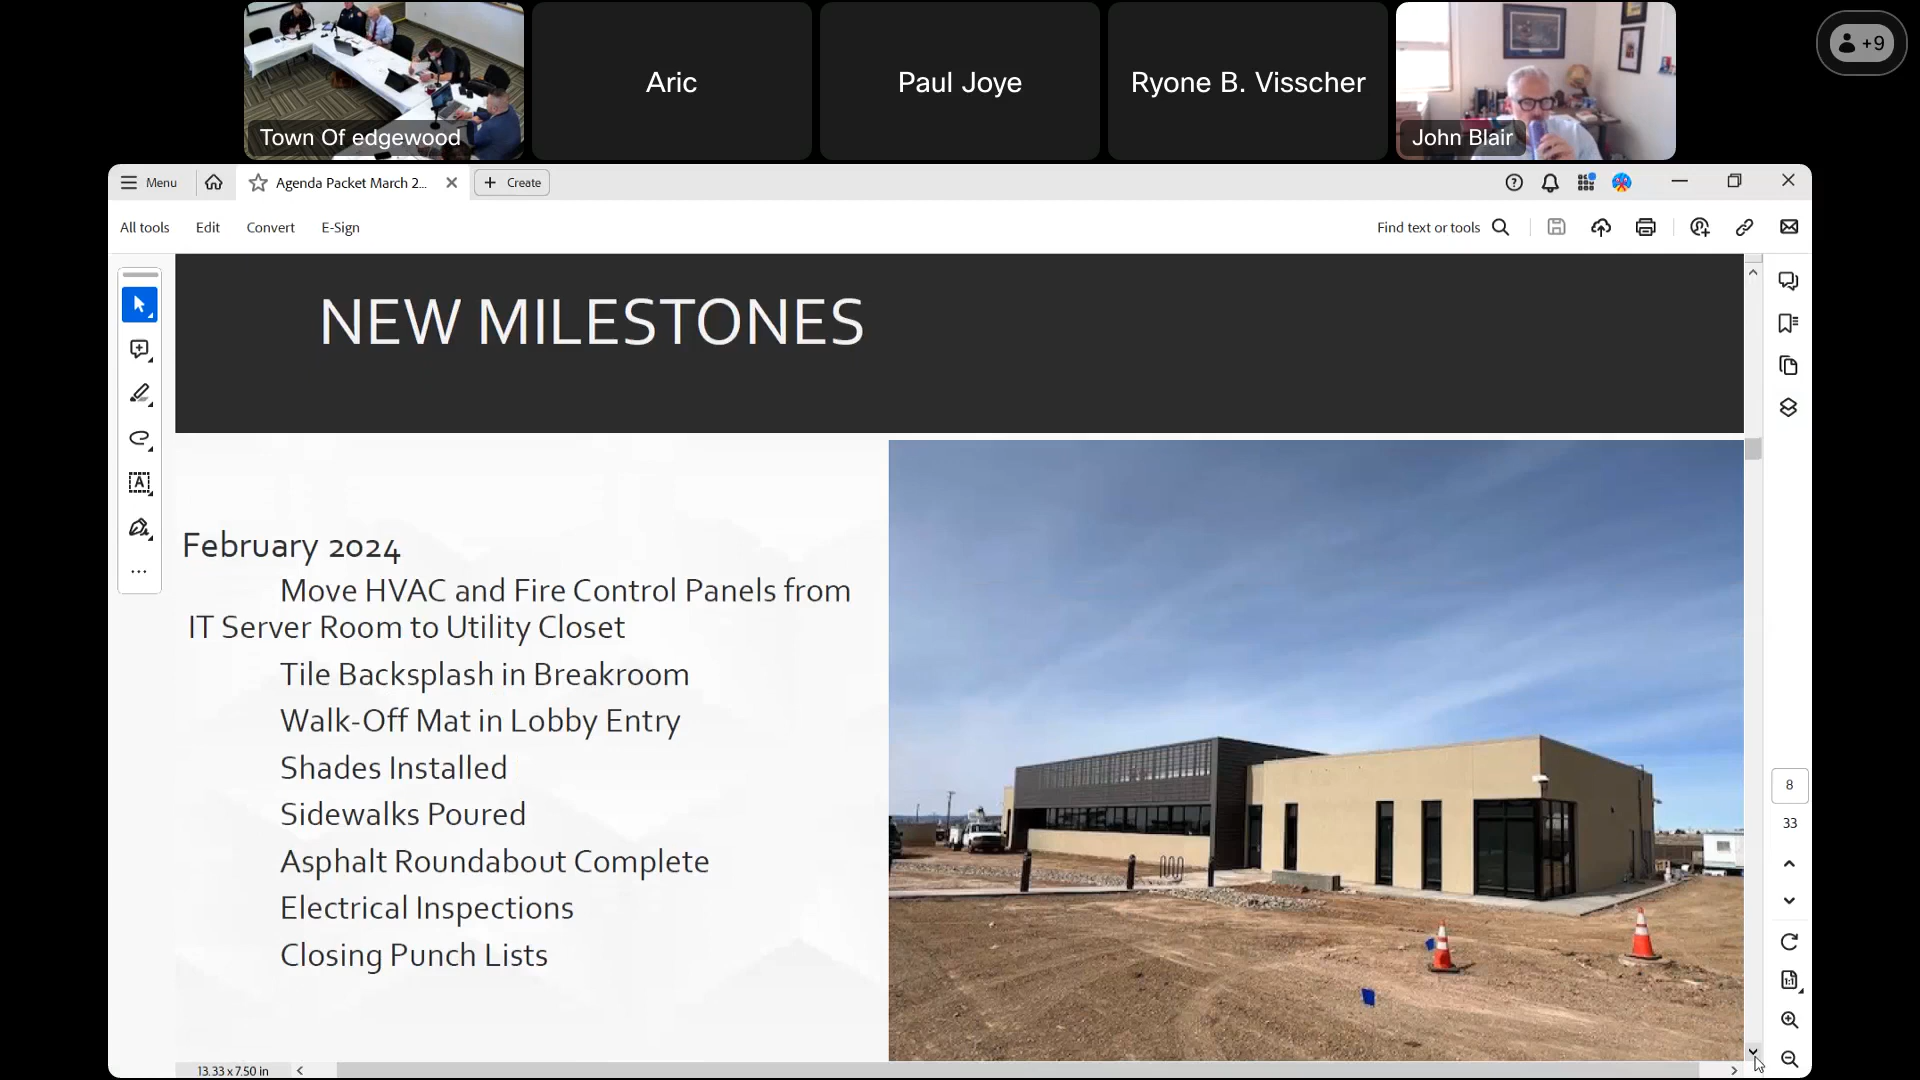 Town Of edgewood
Aric
Paul Joye
Ryone B. Visscher
John Blair
+9
Menu
Agenda Packet March 2...
Create
All tools
Edit
Convert
E-Sign
Find text or tools
NEW MILESTONES
February 2024
Move HVAC and Fire Control Panels from
IT Server Room to Utility Closet
Tile Backsplash in Breakroom
Walk-Off Mat in Lobby Entry
Shades Installed
Sidewalks Poured
Asphalt Roundabout Complete
Electrical Inspections
Closing Punch Lists
8
33
13.33 x 7.50 in